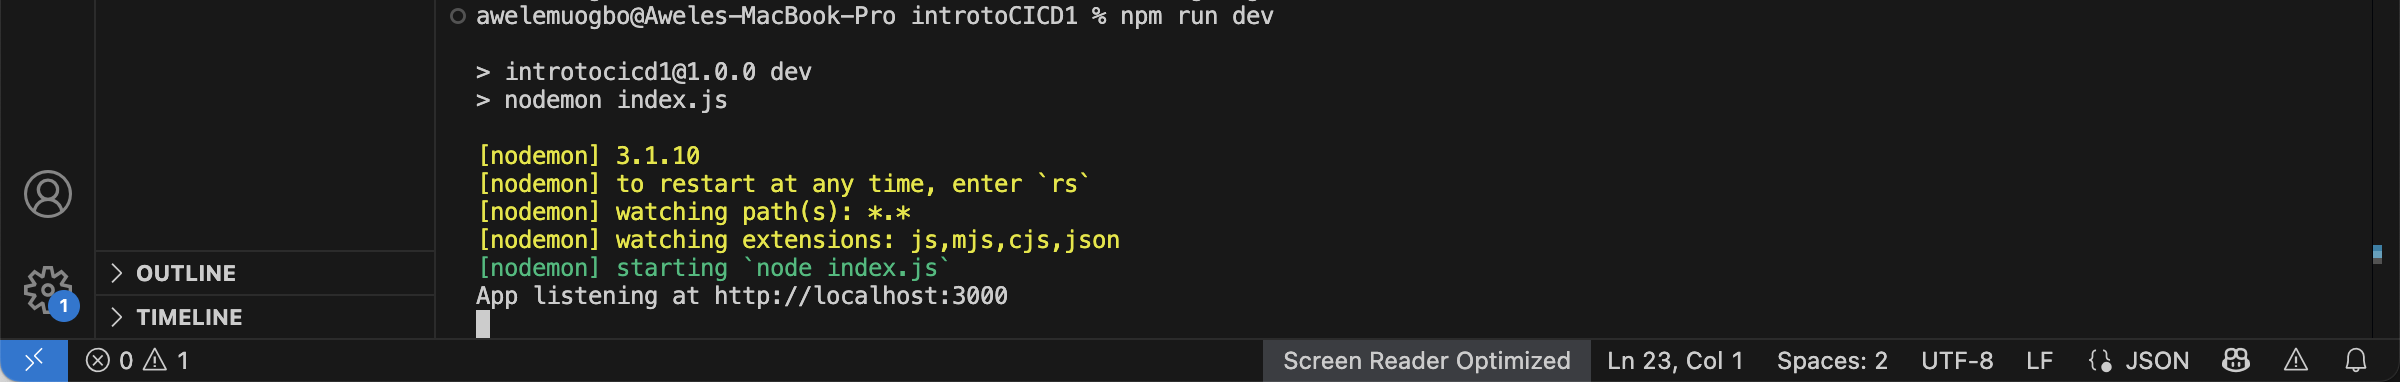 awelemuogbo@Aweles-MacBook-Pro introtoCICD1 % npm run dev
> introtocicd1@1.0.0 dev
> nodemon index.js
[nodemon] 3.1.10
[nodemon] to restart at any time, enter `rs`
[nodemon] watching path(s): *.*
[nodemon] watching extensions: js,mjs,cjs,json
[nodemon] starting `node index.js`
App listening at http://localhost:3000
1
OUTLINE
TIMELINE
0 1 Screen Reader Optimized Ln 23, Col 1 Spaces: 2 UTF-8 LF JSON